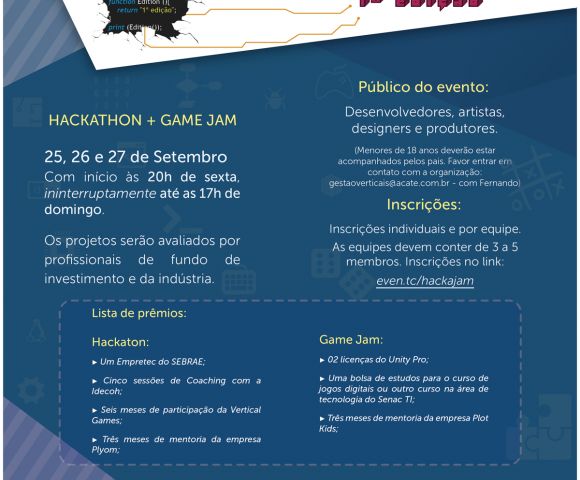 function Edition (){
return "1ª edição";
print (Edition());
1ª edição
HACKATHON + GAME JAM
25, 26 e 27 de Setembro
Com início às 20h de sexta,
ininterruptamente até as 17h de
domingo.
Os projetos serão avaliados por
profissionais de fundo de
investimento e da indústria.
Público do evento:
Desenvolvedores, artistas,
designers e produtores.
(Menores de 18 anos deverão estar
acompanhados pelos pais. Favor entrar em
contato com a organização:
gestaoverticais@acate.com.br - com Fernando)
Inscrições:
Inscrições individuais e por equipe.
As equipes devem conter de 3 a 5
membros. Inscrições no link:
even.tc/hackajam
Lista de prêmios:
Hackaton:
► Um Empretec do SEBRAE;
► Cinco sessões de Coaching com a
Idecoh;
► Seis meses de participação da Vertical
Games;
► Três meses de mentoria da empresa
Plyom;
Game Jam:
► 02 licenças do Unity Pro;
► Uma bolsa de estudos para o curso de
jogos digitais ou outro curso na área de
tecnologia do Senac TI;
► Três meses de mentoria da empresa Plot
Kids;